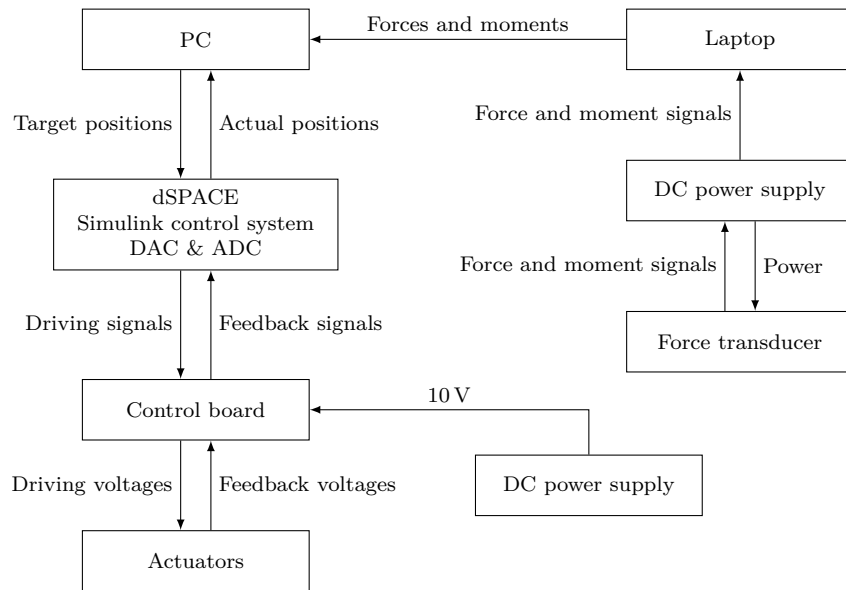 PC
Forces and moments
Laptop
Target positions
Actual positions
Force and moment signals
dSPACE
Simulink control system
DAC & ADC
DC power supply
Force and moment signals
Power
Driving signals
Feedback signals
Force transducer
Control board
10 V
Driving voltages
Feedback voltages
DC power supply
Actuators